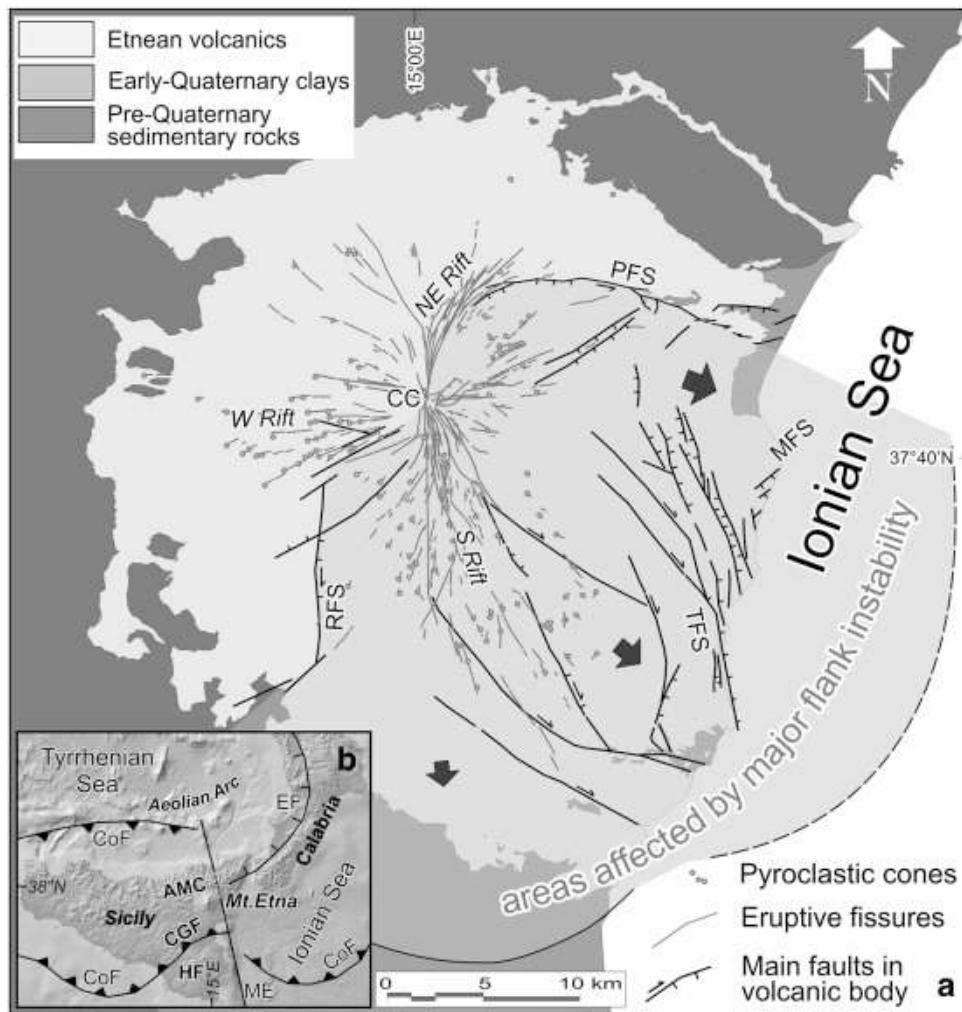 Etnean volcanics
Early-Quaternary clays
Pre-Quaternary
sedimentary rocks
15°00'E
N
NE Rift
PFS
CC
W Rift
MFS
37°40'N
Ionian Sea
S Rift
RFS
TFS
areas affected by major flank instability
b
Tyrrhenian
Sea
Aeolian Arc
EF
Calabria
CoF
38°N
AMC
Mt.Etna
Sicily
CGF
Ionian Sea
CoF
HF
15°E
ME
CoF
0 5 10 km
Pyroclastic cones
Eruptive fissures
Main faults in
volcanic body
a